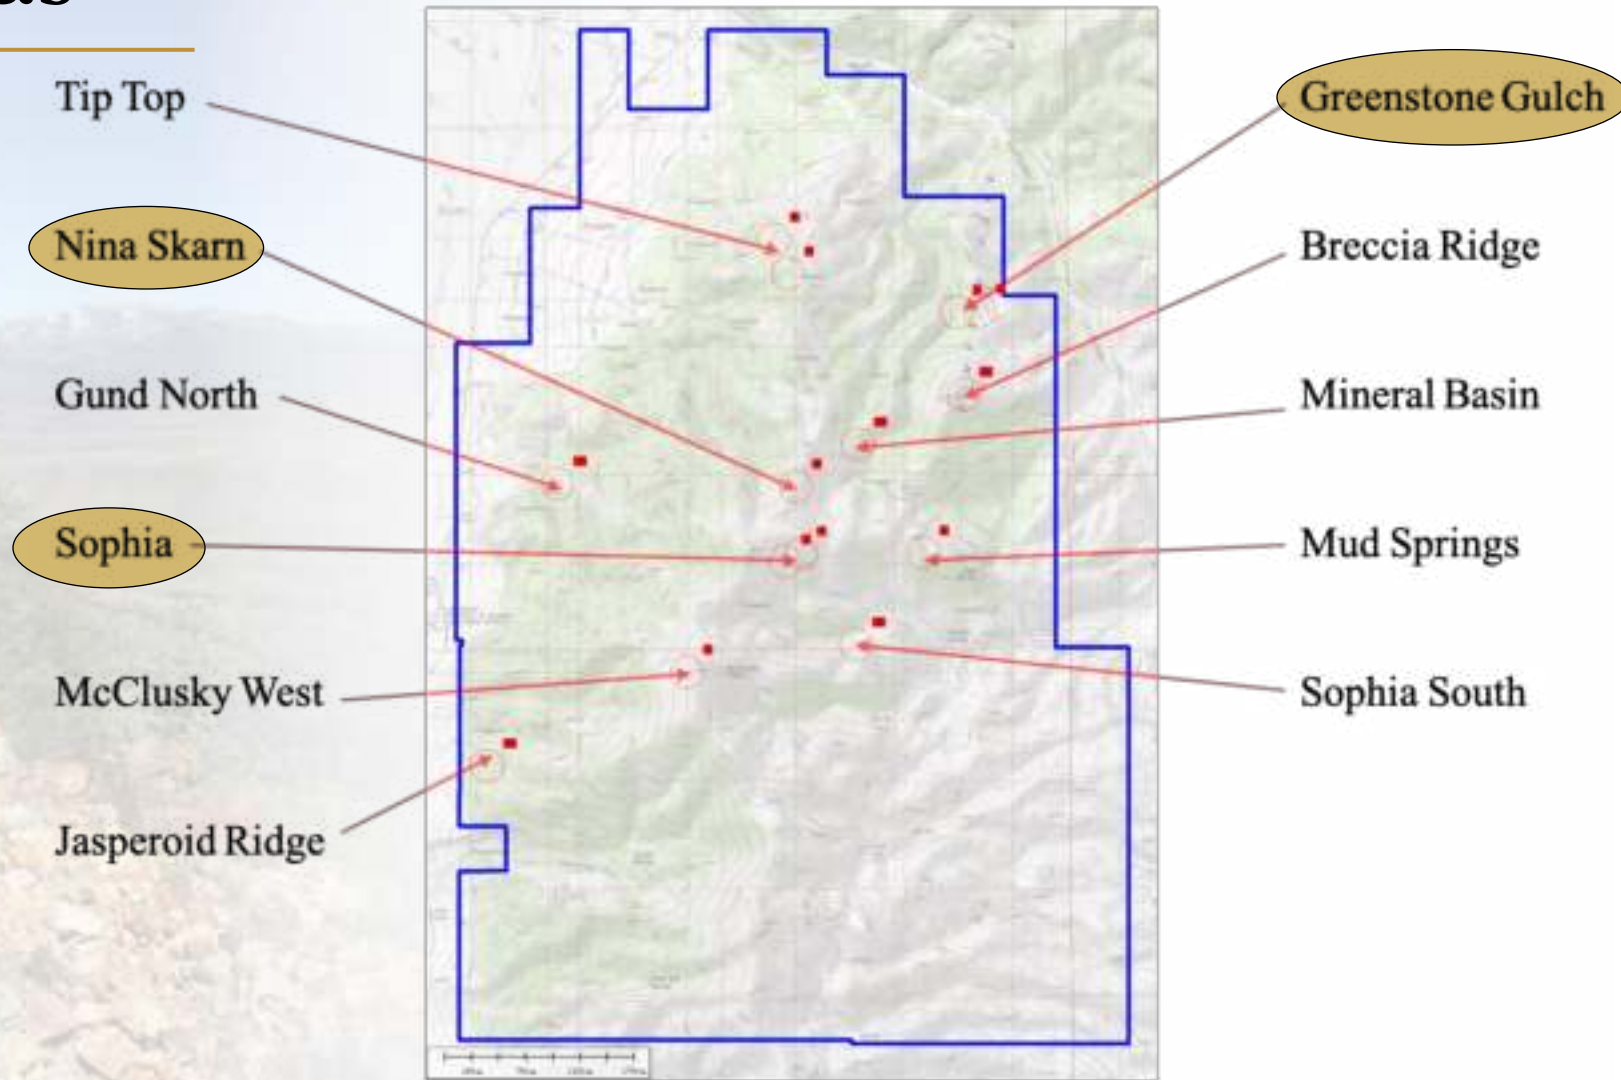 Tip Top
Nina Skarn
Gund North
Sophia
McClusky West
Jasperoid Ridge
Greenstone Gulch
Breccia Ridge
Mineral Basin
Mud Springs
Sophia South